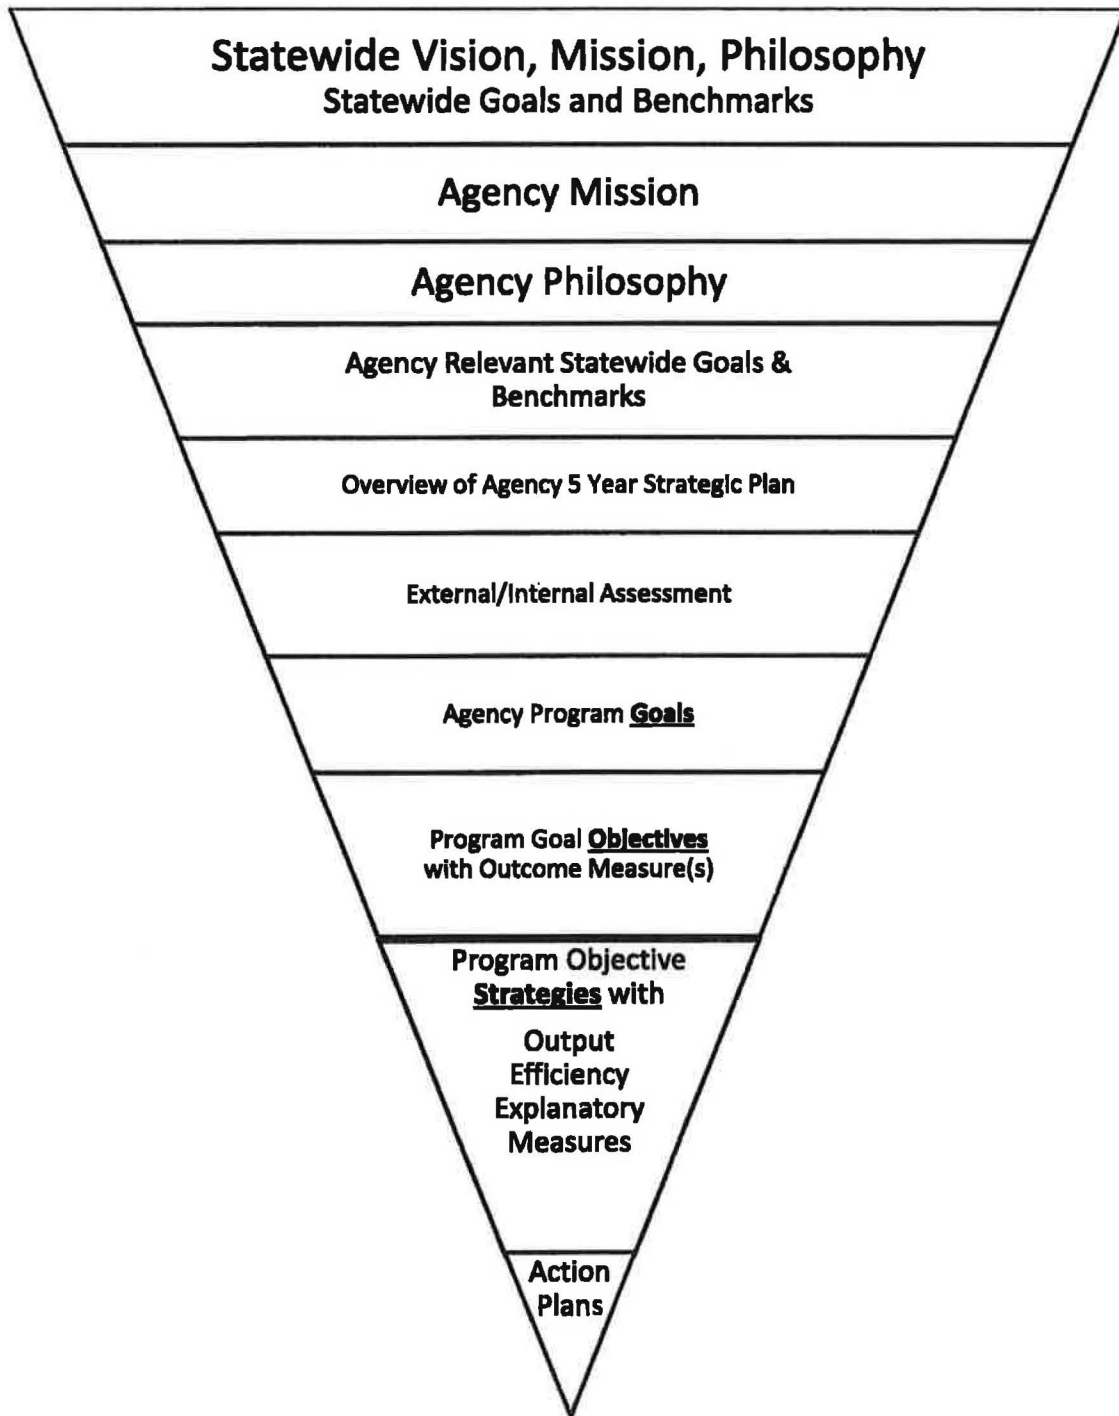 Statewide Vision, Mission, Philosophy
Statewide Goals and Benchmarks
Agency Mission
Agency Philosophy
Agency Relevant Statewide Goals &
Benchmarks
Overview of Agency 5 Year Strategic Plan
External/Internal Assessment
Agency Program Goals
Program Goal Objectives
with Outcome Measure(s)
Program Objective
Strategies with
Output
Efficiency
Explanatory
Measures
Action
Plans